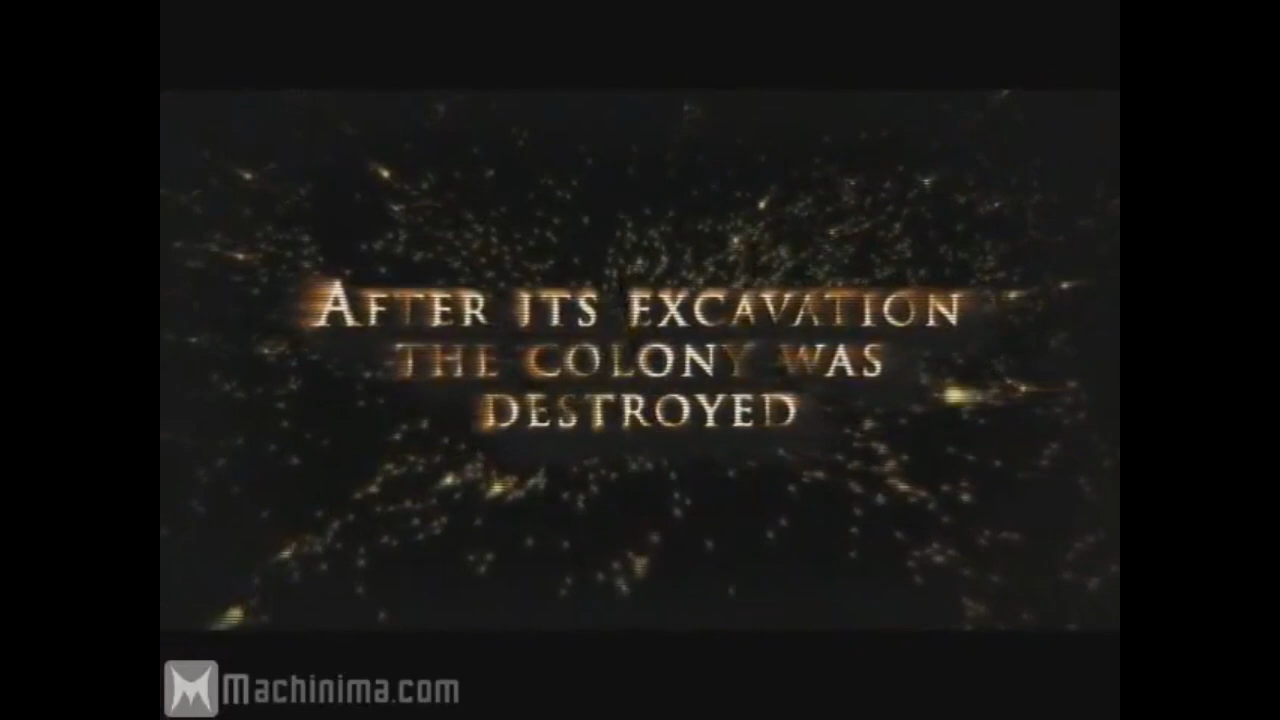 After its excavation
the colony was
destroyed
Machinima.com